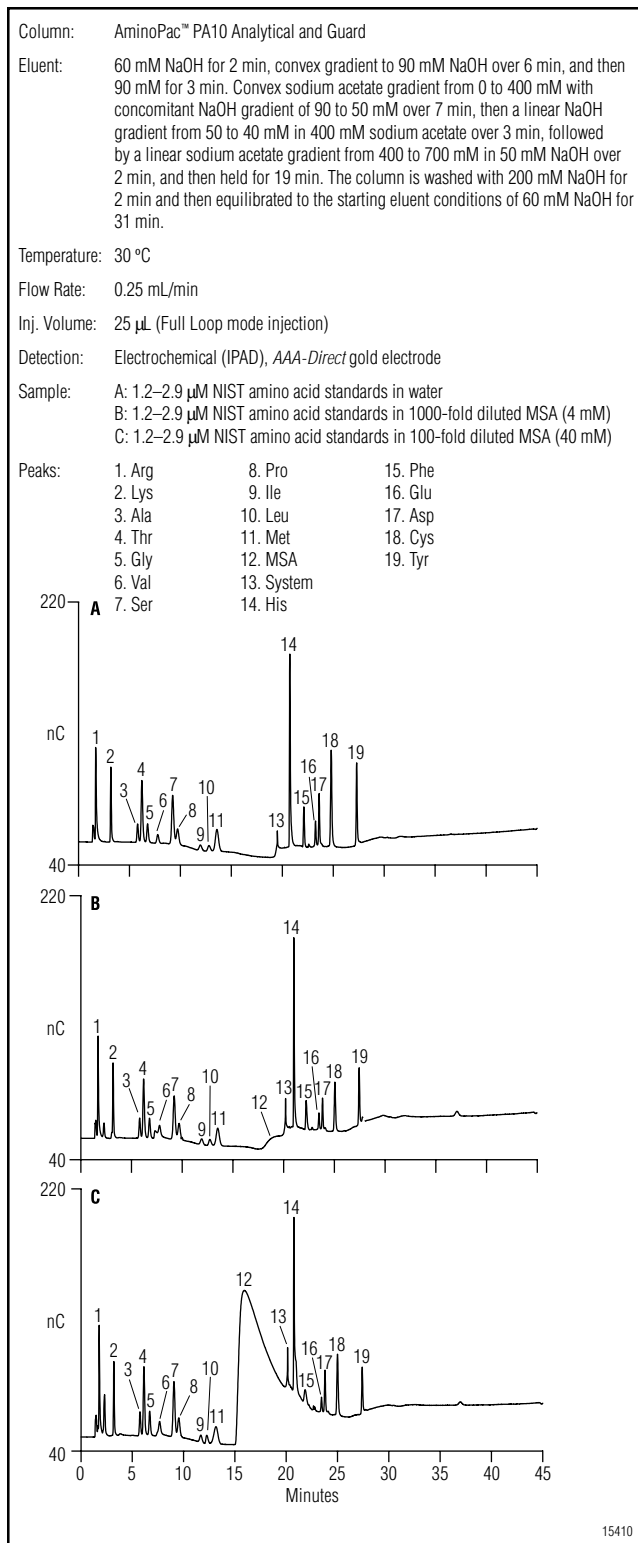 Column: AminoPac™ PA10 Analytical and Guard
Eluent: 60 mM NaOH for 2 min, convex gradient to 90 mM NaOH over 6 min, and then
90 mM for 3 min. Convex sodium acetate gradient from 0 to 400 mM with
concomitant NaOH gradient of 90 to 50 mM over 7 min, then a linear NaOH
gradient from 50 to 40 mM in 400 mM sodium acetate over 3 min, followed
by a linear sodium acetate gradient from 400 to 700 mM in 50 mM NaOH over
2 min, and then held for 19 min. The column is washed with 200 mM NaOH for
2 min and then equilibrated to the starting eluent conditions of 60 mM NaOH for
31 min.
Temperature: 30 ºC
Flow Rate: 0.25 mL/min
Inj. Volume: 25 µL (Full Loop mode injection)
Detection: Electrochemical (IPAD), AAA-Direct gold electrode
Sample: A: 1.2–2.9 µM NIST amino acid standards in water
B: 1.2–2.9 µM NIST amino acid standards in 1000-fold diluted MSA (4 mM)
C: 1.2–2.9 µM NIST amino acid standards in 100-fold diluted MSA (40 mM)
Peaks: 1. Arg 8. Pro 15. Phe
2. Lys 9. Ile 16. Glu
3. Ala 10. Leu 17. Asp
4. Thr 11. Met 18. Cys
5. Gly 12. MSA 19. Tyr
6. Val 13. System
7. Ser 14. His
220 A
14
nC
1 2 3 4 5 6 7 8 9 10 11 13 15 16 17 18 19
40
220 B
14
nC
1 2 3 4 5 6 7 8 9 10 11 12 13 15 16 17 18 19
40
220 C
14
12
nC
1 2 3 4 5 6 7 8 9 10 11 13 15 16 17 18 19
40
0 5 10 15 20 25 30 35 40 45
Minutes
15410